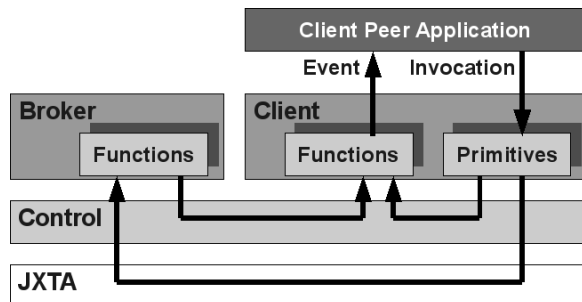 Client Peer Application
Event Invocation
Broker Client
Functions Functions Primitives
Control
JXTA